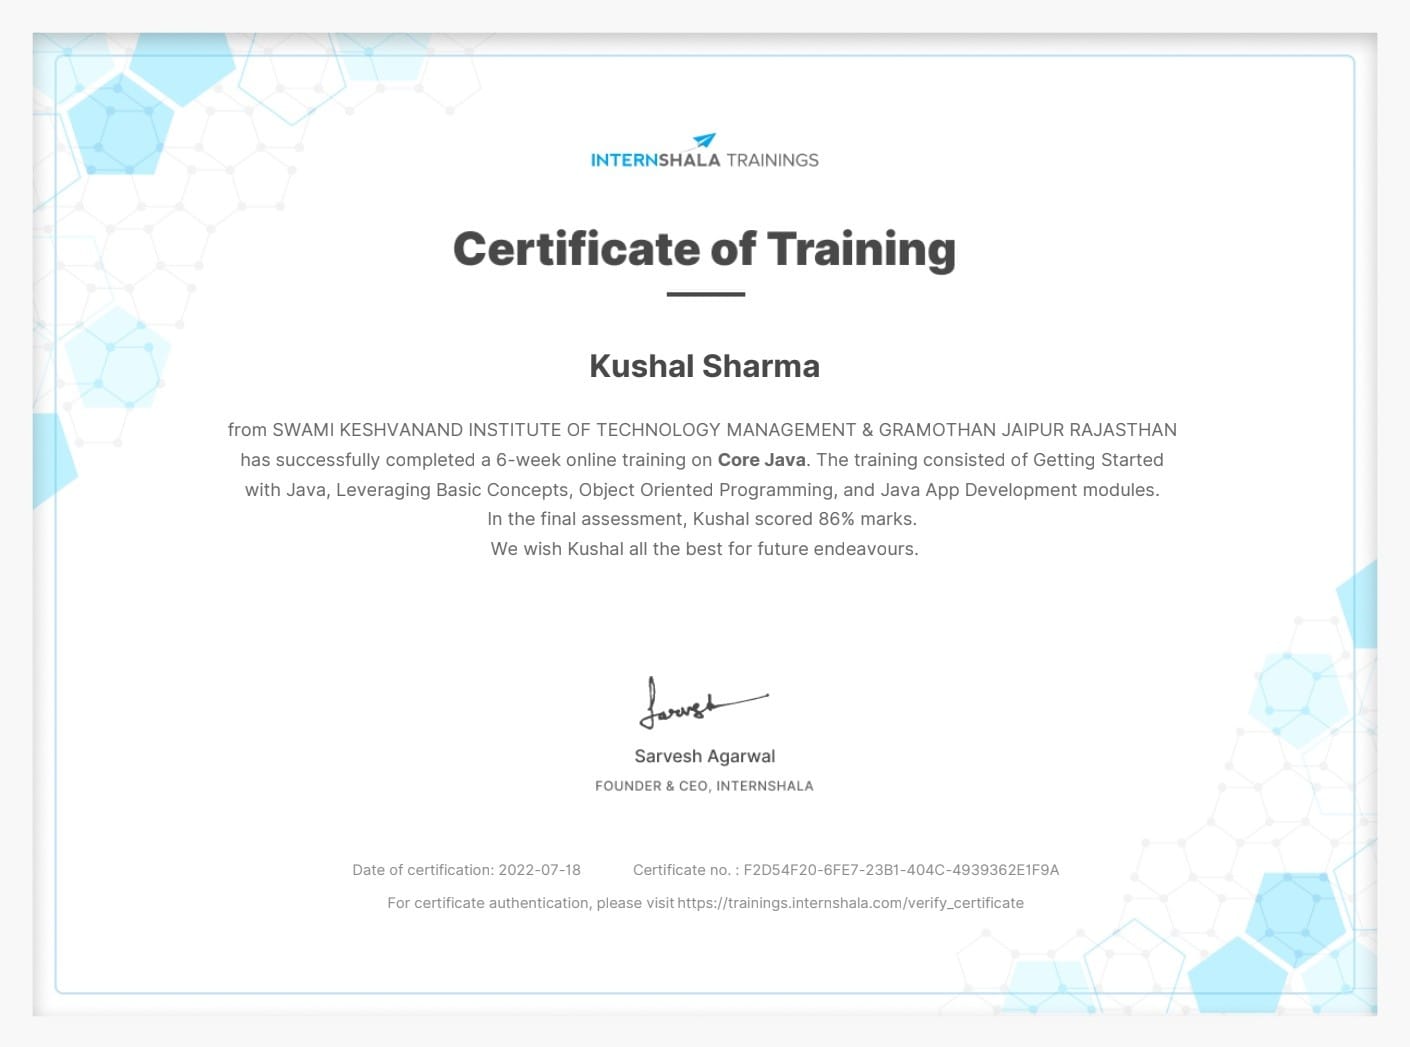 INTERNSHALA TRAININGS
Certificate of Training
Kushal Sharma
from SWAMI KESHVANAND INSTITUTE OF TECHNOLOGY MANAGEMENT & GRAMOTHAN JAIPUR RAJASTHAN
has successfully completed a 6-week online training on Core Java. The training consisted of Getting Started
with Java, Leveraging Basic Concepts, Object Oriented Programming, and Java App Development modules.
In the final assessment, Kushal scored 86% marks.
We wish Kushal all the best for future endeavours.
Sarvesh
Sarvesh Agarwal
FOUNDER & CEO, INTERNSHALA
Date of certification: 2022-07-18 Certificate no. : F2D54F20-6FE7-23B1-404C-4939362E1F9A
For certificate authentication, please visit https://trainings.internshala.com/verify_certificate